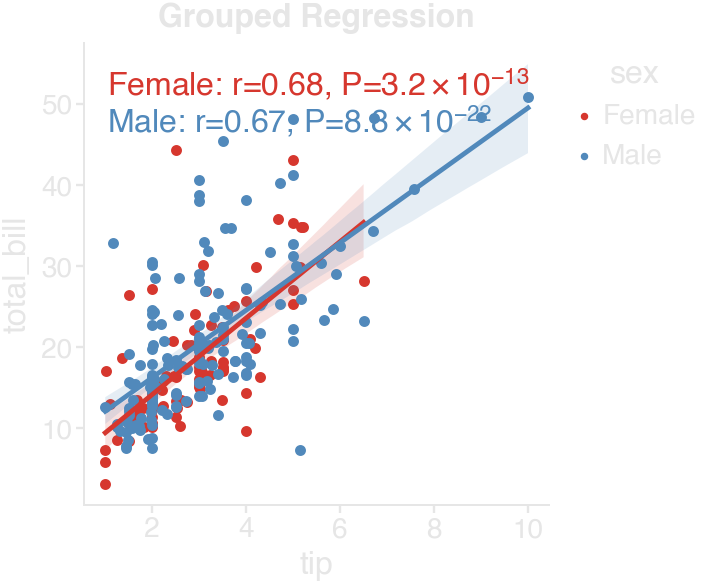 Grouped Regression
Female: r=0.68, P=3.2×10⁻¹³
Male: r=0.67, P=8.8×10⁻²²
sex
Female
Male
total_bill
50
40
30
20
10
2 4 6 8 10
tip